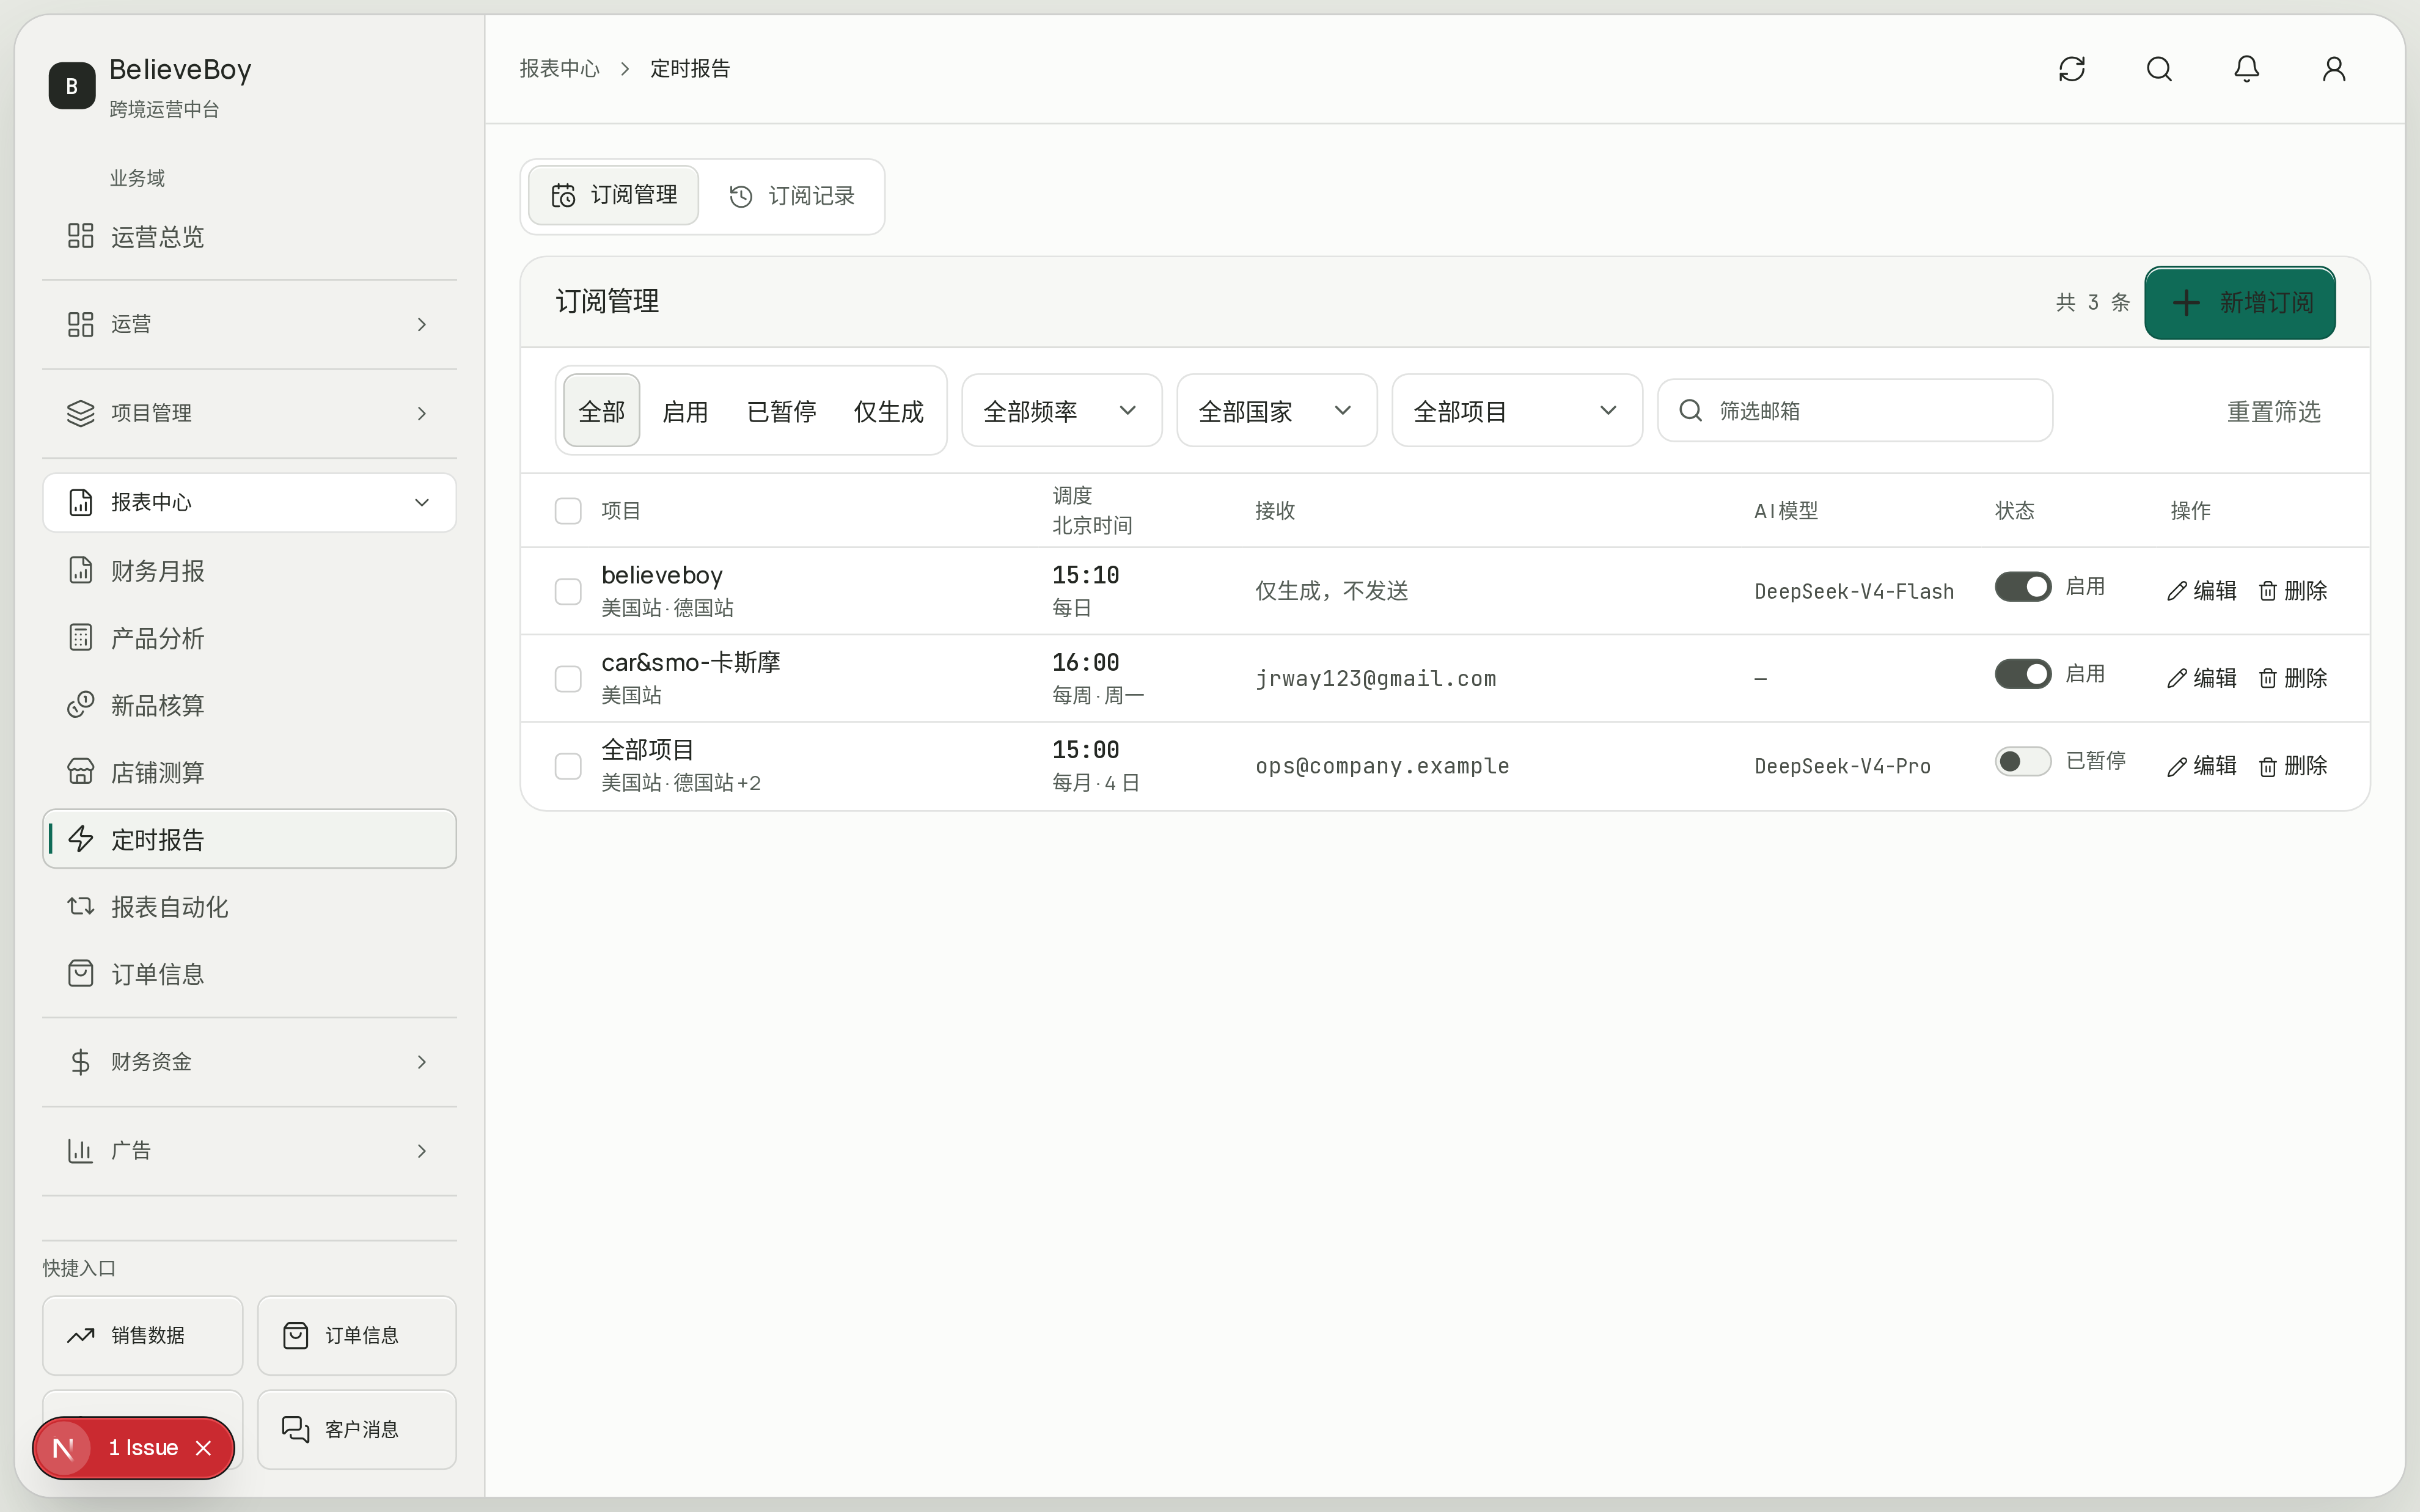 B
BelieveBoy
跨境运营中台
业务域
运营总览
运营
项目管理
报表中心
财务月报
产品分析
新品核算
店铺测算
定时报告
报表自动化
订单信息
财务资金
广告
快捷入口
销售数据
订单信息
客户消息
N 1 Issue
报表中心 定时报告
订阅管理 订阅记录
订阅管理 共 3 条 新增订阅
全部 启用 已暂停 仅生成 全部频率 全部国家 全部项目 筛选邮箱 重置筛选
项目 调度 接收 AI模型 状态 操作
北京时间
believeboy 15:10 仅生成，不发送 DeepSeek-V4-Flash 启用 编辑 删除
美国站·德国站 每日
car&smo-卡斯摩 16:00 jrway123@gmail.com – 启用 编辑 删除
美国站 每周·周一
全部项目 15:00 ops@company.example DeepSeek-V4-Pro 已暂停 编辑 删除
美国站·德国站+2 每月·4 日